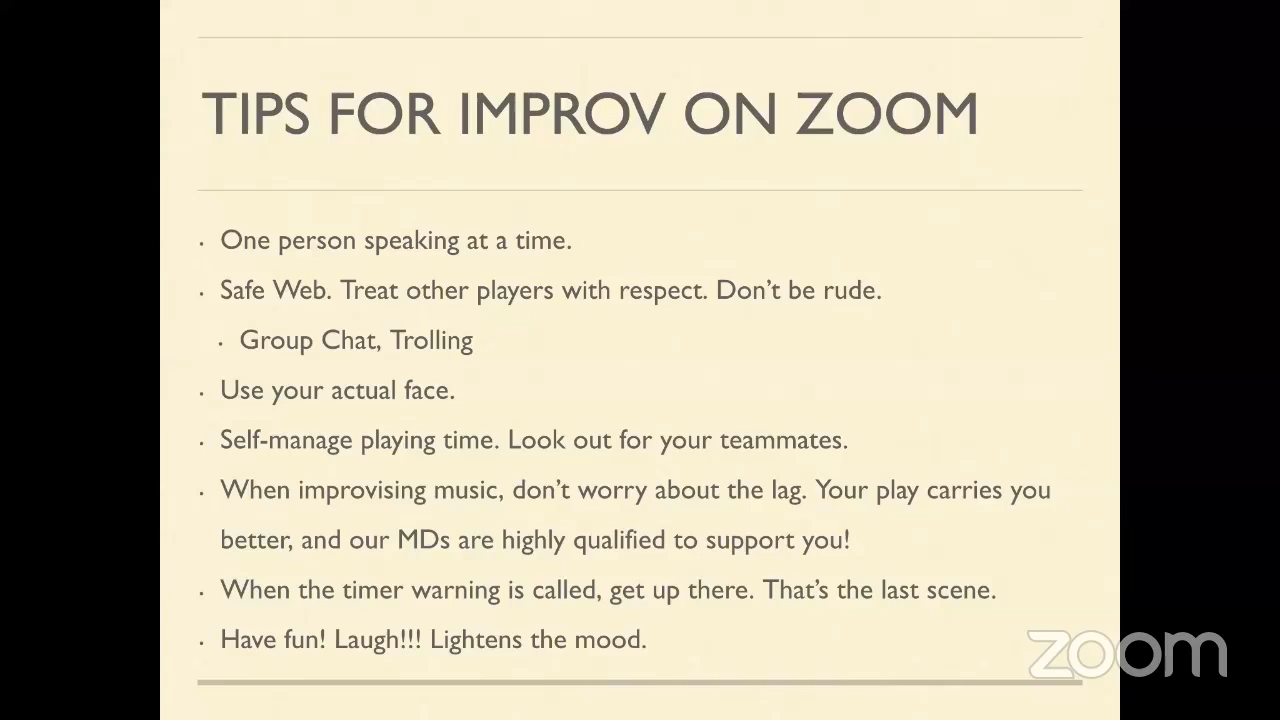 TIPS FOR IMPROV ON ZOOM
· One person speaking at a time.
· Safe Web. Treat other players with respect. Don’t be rude.
· Group Chat, Trolling
· Use your actual face.
· Self-manage playing time. Look out for your teammates.
· When improvising music, don’t worry about the lag. Your play carries you
better, and our MDs are highly qualified to support you!
· When the timer warning is called, get up there. That’s the last scene.
· Have fun! Laugh!!! Lightens the mood.
zoom